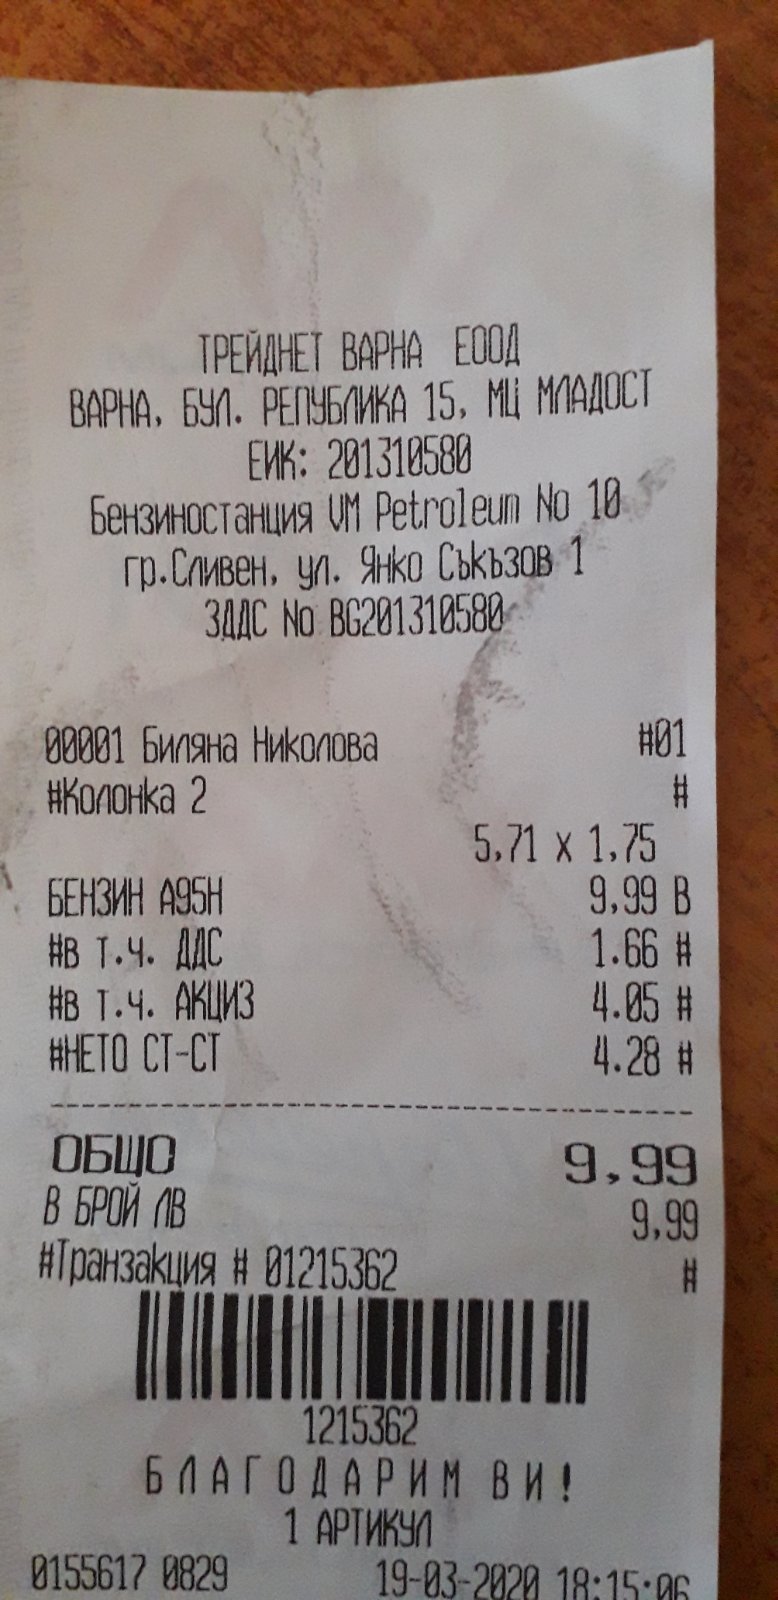 ТРЕЙДНЕТ ВАРНА ЕООД
ВАРНА, БУЛ. РЕПУБЛИКА 15, МЦ МЛАДОСТ
ЕИК: 201310580
Бензиностанция VM Petroleum No 10
гр.Сливен, ул. Янко Съкъзов 1
ЗДДС No BG201310580
00001 Биляна Николова #01
#Колонка 2 #
5,71 x 1,75
БЕНЗИН А95Н 9,99 В
#в т.ч. ДДС 1.66 #
#в т.ч. АКЦИЗ 4.05 #
#НЕТО СТ-СТ 4.28 #
ОБЩО 9,99
В БРОЙ ЛВ 9,99
#Транзакция # 01215362 #
1215362
БЛАГОДАРИМ ВИ!
1 АРТИКУЛ
0155617 0829 19-03-2020 18:15:06